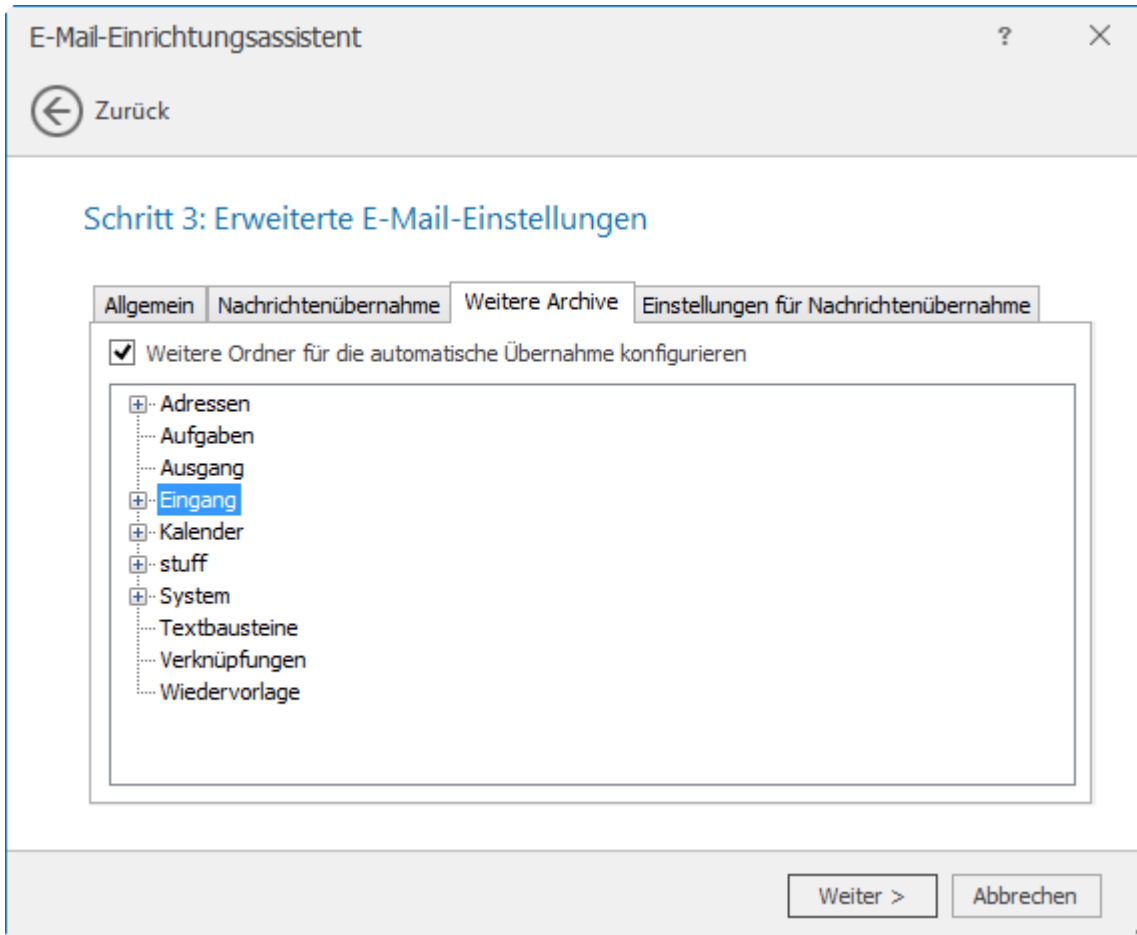 E-Mail-Einrichtungsassistent ?
Zurück
Schritt 3: Erweiterte E-Mail-Einstellungen
Allgemein Nachrichtenübernahme Weitere Archive Einstellungen für Nachrichtenübernahme
Weitere Ordner für die automatische Übernahme konfigurieren
Adressen
Aufgaben
Ausgang
Eingang
Kalender
stuff
System
Textbausteine
Verknüpfungen
Wiedervorlage
Weiter > Abbrechen